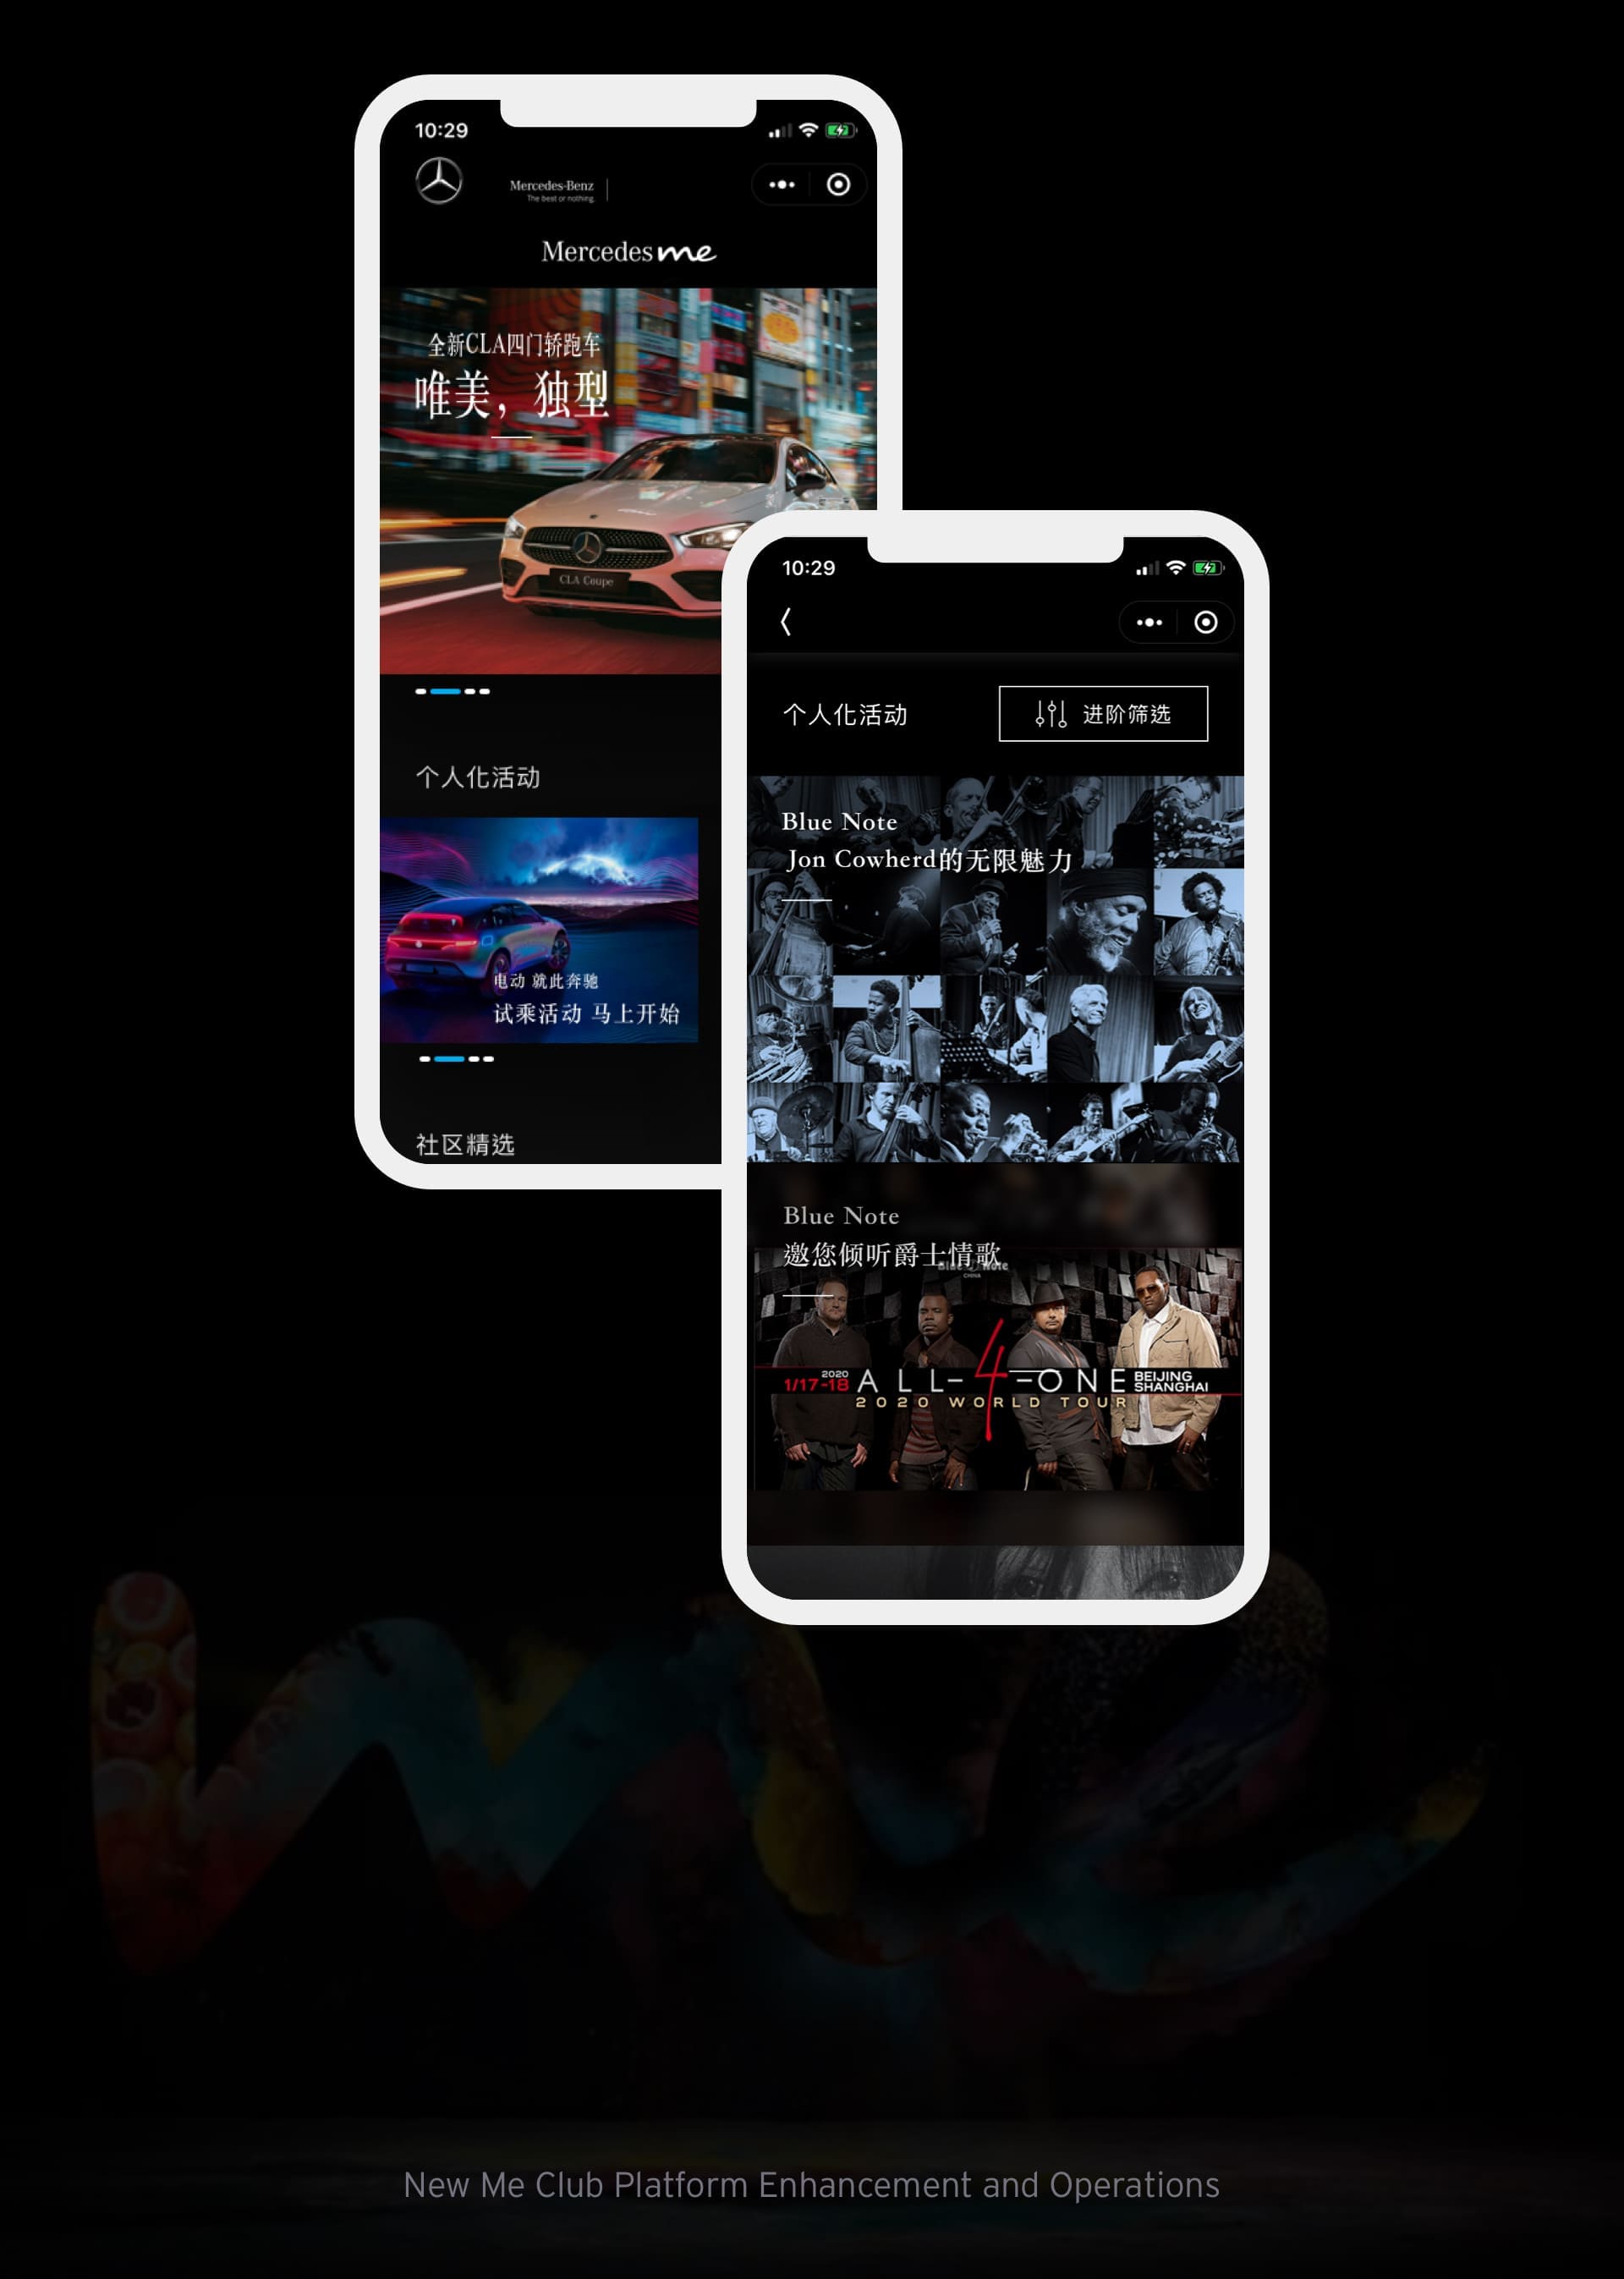 10:29
Mercedes-Benz
The best or nothing.
Mercedes me
全新CLA四门轿跑车
唯美，独型
CLA Coupe
个人化活动
电动 就此奔驰
试乘活动 马上开始
社区精选
10:29
个人化活动
进阶筛选
Blue Note
Jon Cowherd的无限魅力
Blue Note
邀您倾听爵士情歌
Blue Note
CHINA
2020
1/17-18
ALL-4-ONE
BEIJING
SHANGHAI
2020 WORLD TOUR
me
New Me Club Platform Enhancement and Operations